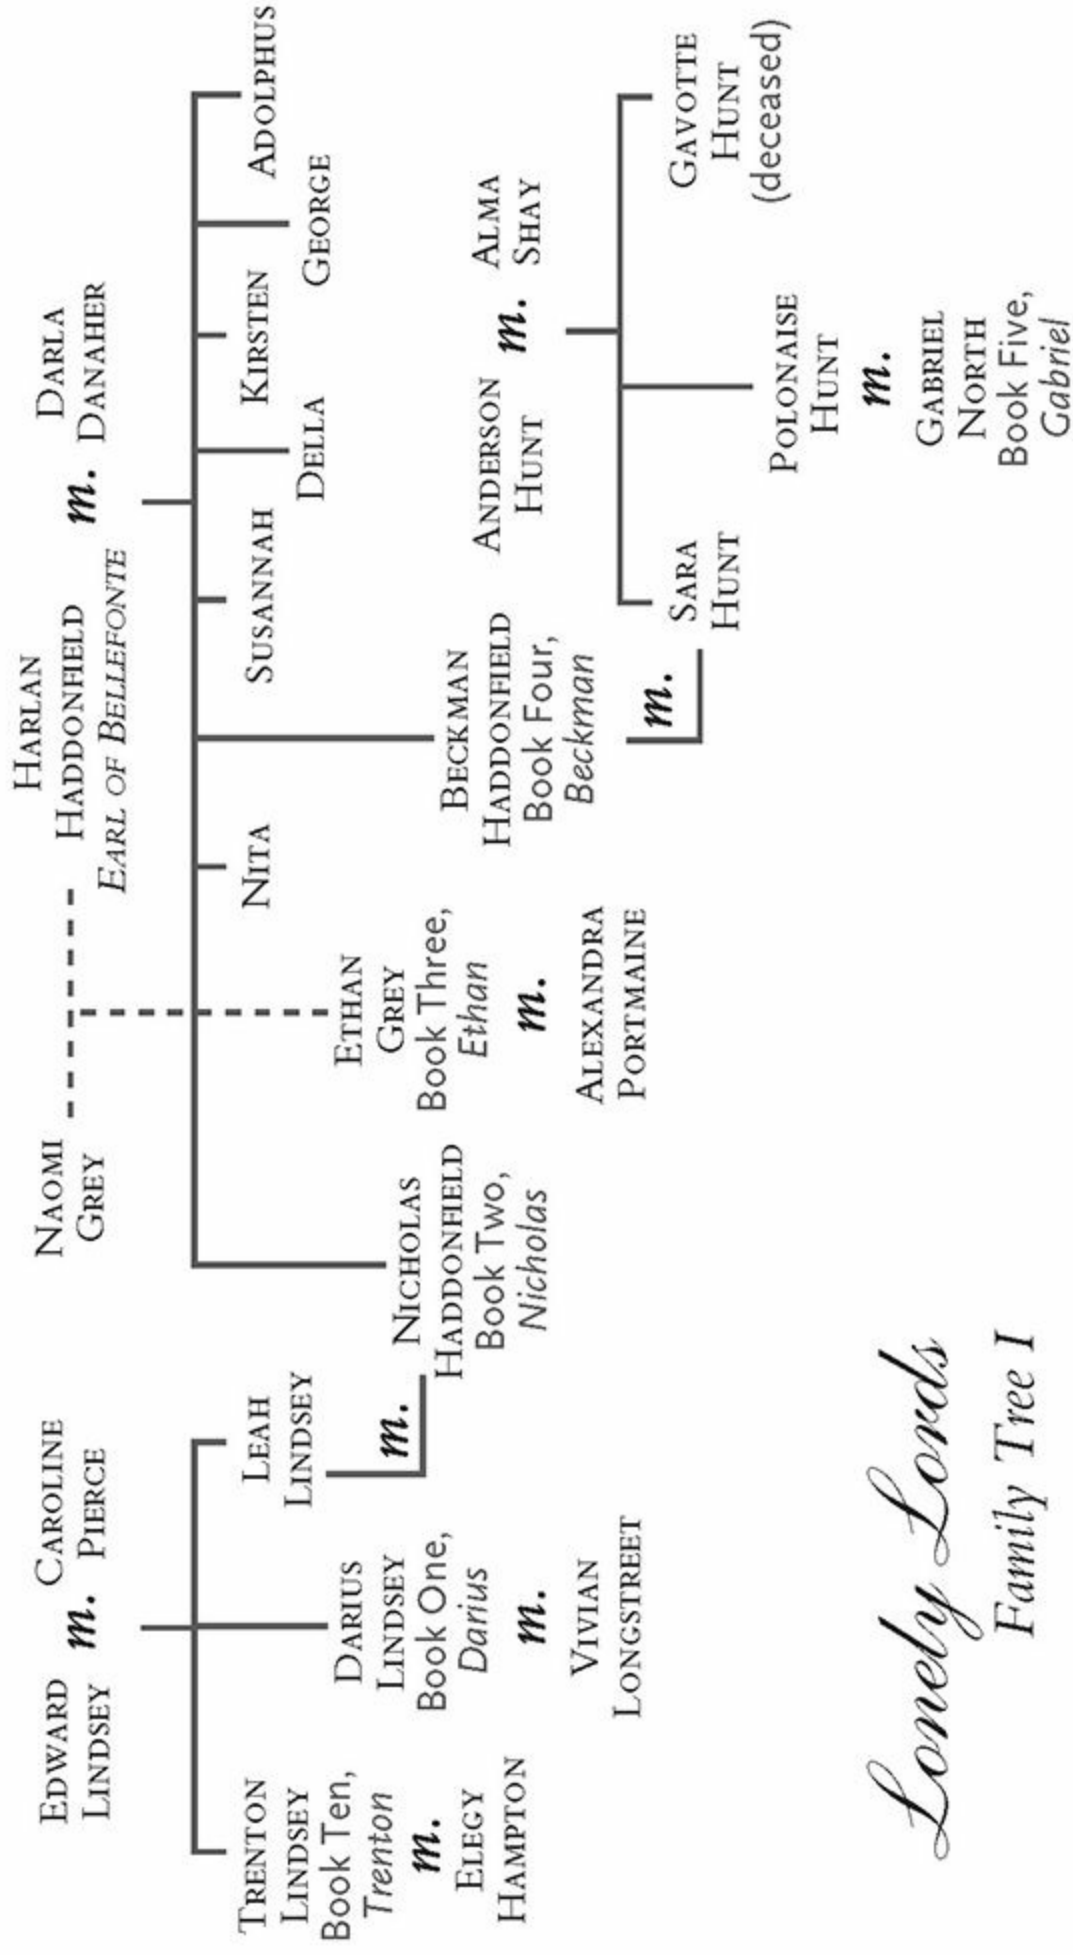 EDWARD
LINDSEY
m.
CAROLINE
PIERCE
TRENTON
LINDSEY
Book Ten,
Trenton
m.
ELEGY
HAMPTON
DARIUS
LINDSEY
Book One,
Darius
m.
VIVIAN
LONGSTREET
LEAH
LINDSEY
m.
NAOMI
GREY
HARLAN
HADDONFIELD
EARL OF BELLEFONTE
m.
DARLA
DANAHER
NICHOLAS
HADDONFIELD
Book Two,
Nicholas
ETHAN
GREY
Book Three,
Ethan
m.
ALEXANDRA
PORTMAINE
NITA
BECKMAN
HADDONFIELD
Book Four,
Beckman
m.
SUSANNAH
DELLA
KIRSTEN
GEORGE
ADOLPHUS
ANDERSON
HUNT
m.
ALMA
SHAY
SARA
HUNT
POLONAISE
HUNT
m.
GABRIEL
NORTH
Book Five,
Gabriel
GAVOTTE
HUNT
(deceased)
Lonely Lords
Family Tree I